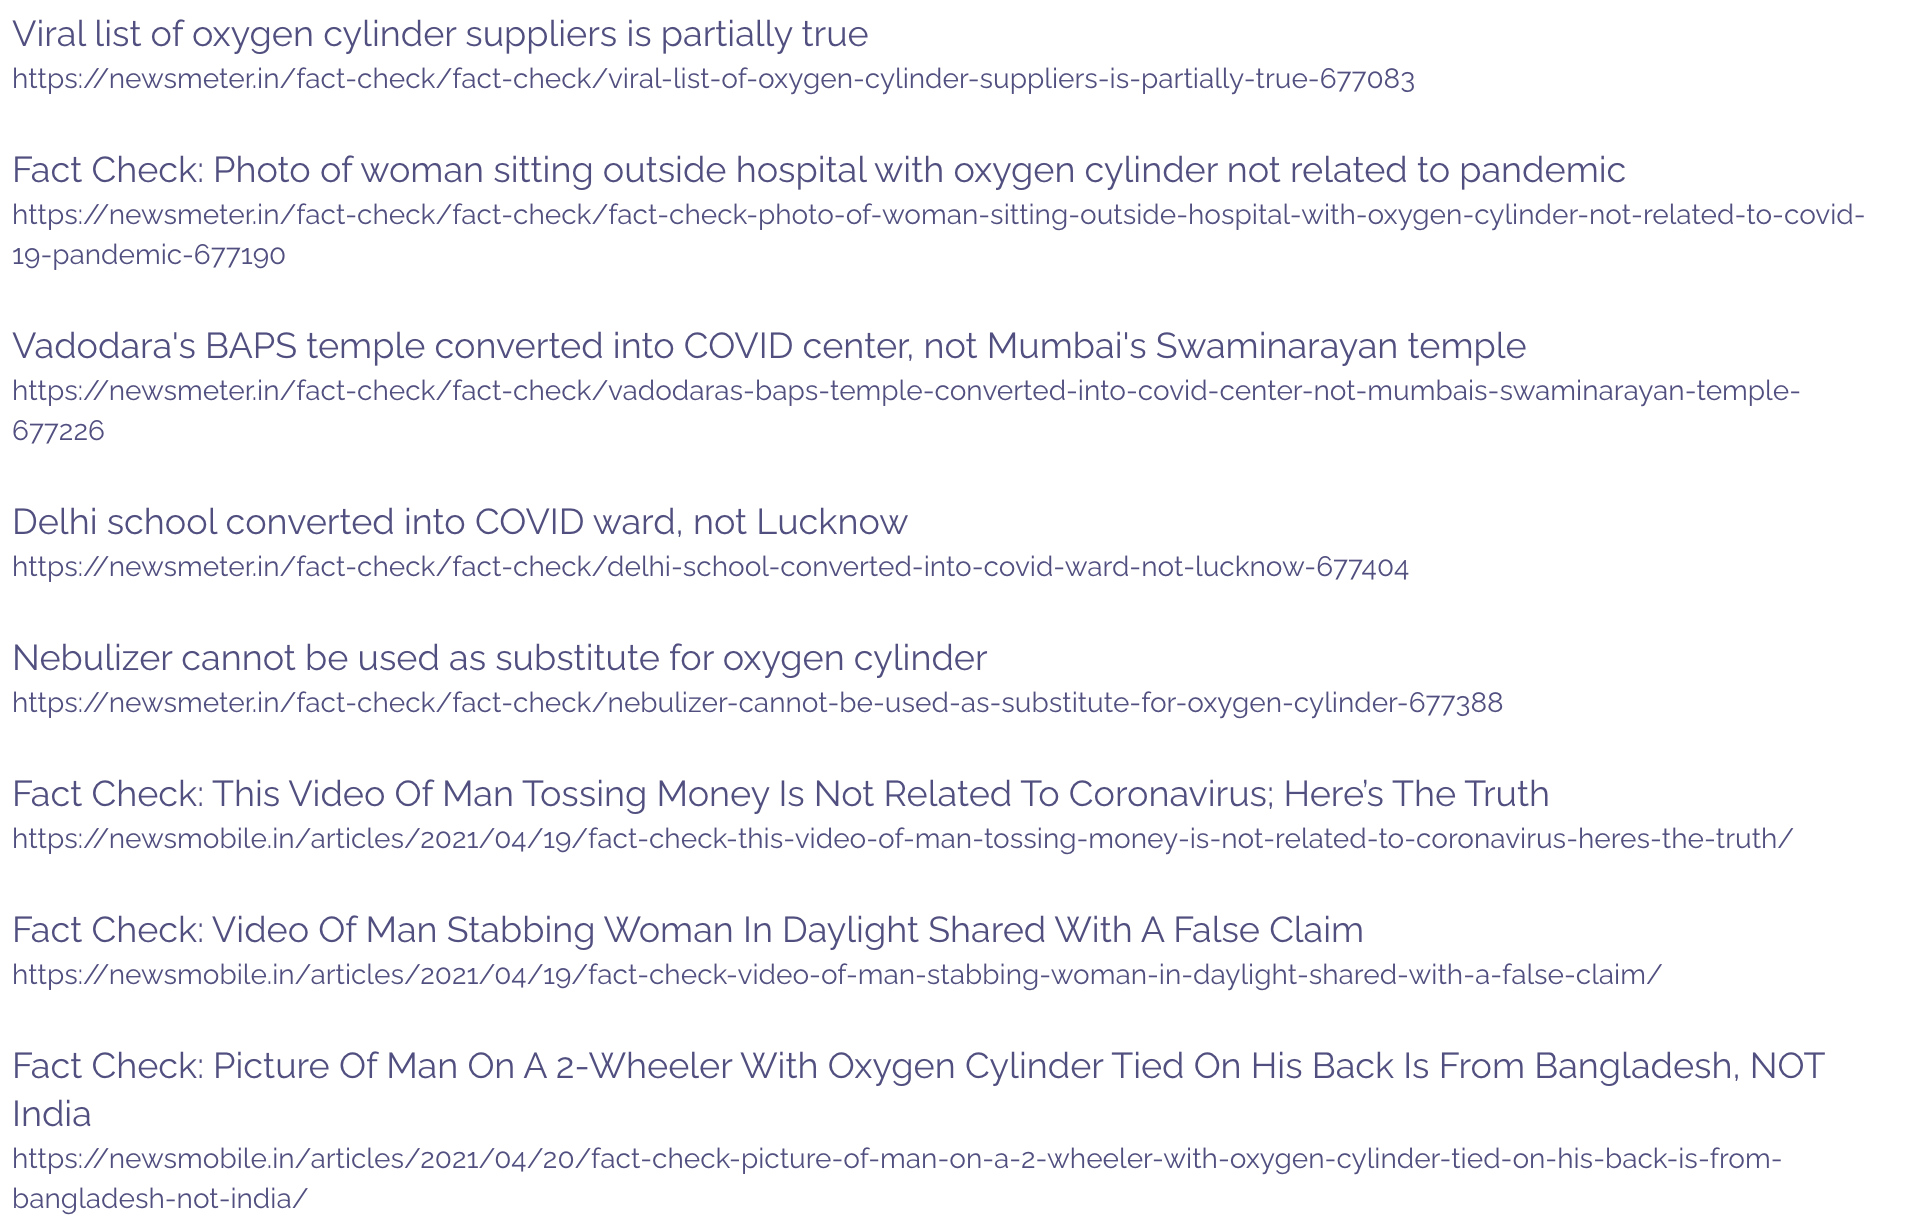 Viral list of oxygen cylinder suppliers is partially true
https://newsmeter.in/fact-check/fact-check/viral-list-of-oxygen-cylinder-suppliers-is-partially-true-677083
Fact Check: Photo of woman sitting outside hospital with oxygen cylinder not related to pandemic
https://newsmeter.in/fact-check/fact-check/fact-check-photo-of-woman-sitting-outside-hospital-with-oxygen-cylinder-not-related-to-covid-
19-pandemic-677190
Vadodara's BAPS temple converted into COVID center, not Mumbai's Swaminarayan temple
https://newsmeter.in/fact-check/fact-check/vadodaras-baps-temple-converted-into-covid-center-not-mumbais-swaminarayan-temple-
677226
Delhi school converted into COVID ward, not Lucknow
https://newsmeter.in/fact-check/fact-check/delhi-school-converted-into-covid-ward-not-lucknow-677404
Nebulizer cannot be used as substitute for oxygen cylinder
https://newsmeter.in/fact-check/fact-check/nebulizer-cannot-be-used-as-substitute-for-oxygen-cylinder-677388
Fact Check: This Video Of Man Tossing Money Is Not Related To Coronavirus; Here’s The Truth
https://newsmobile.in/articles/2021/04/19/fact-check-this-video-of-man-tossing-money-is-not-related-to-coronavirus-heres-the-truth/
Fact Check: Video Of Man Stabbing Woman In Daylight Shared With A False Claim
https://newsmobile.in/articles/2021/04/19/fact-check-video-of-man-stabbing-woman-in-daylight-shared-with-a-false-claim/
Fact Check: Picture Of Man On A 2-Wheeler With Oxygen Cylinder Tied On His Back Is From Bangladesh, NOT
India
https://newsmobile.in/articles/2021/04/20/fact-check-picture-of-man-on-a-2-wheeler-with-oxygen-cylinder-tied-on-his-back-is-from-
bangladesh-not-india/